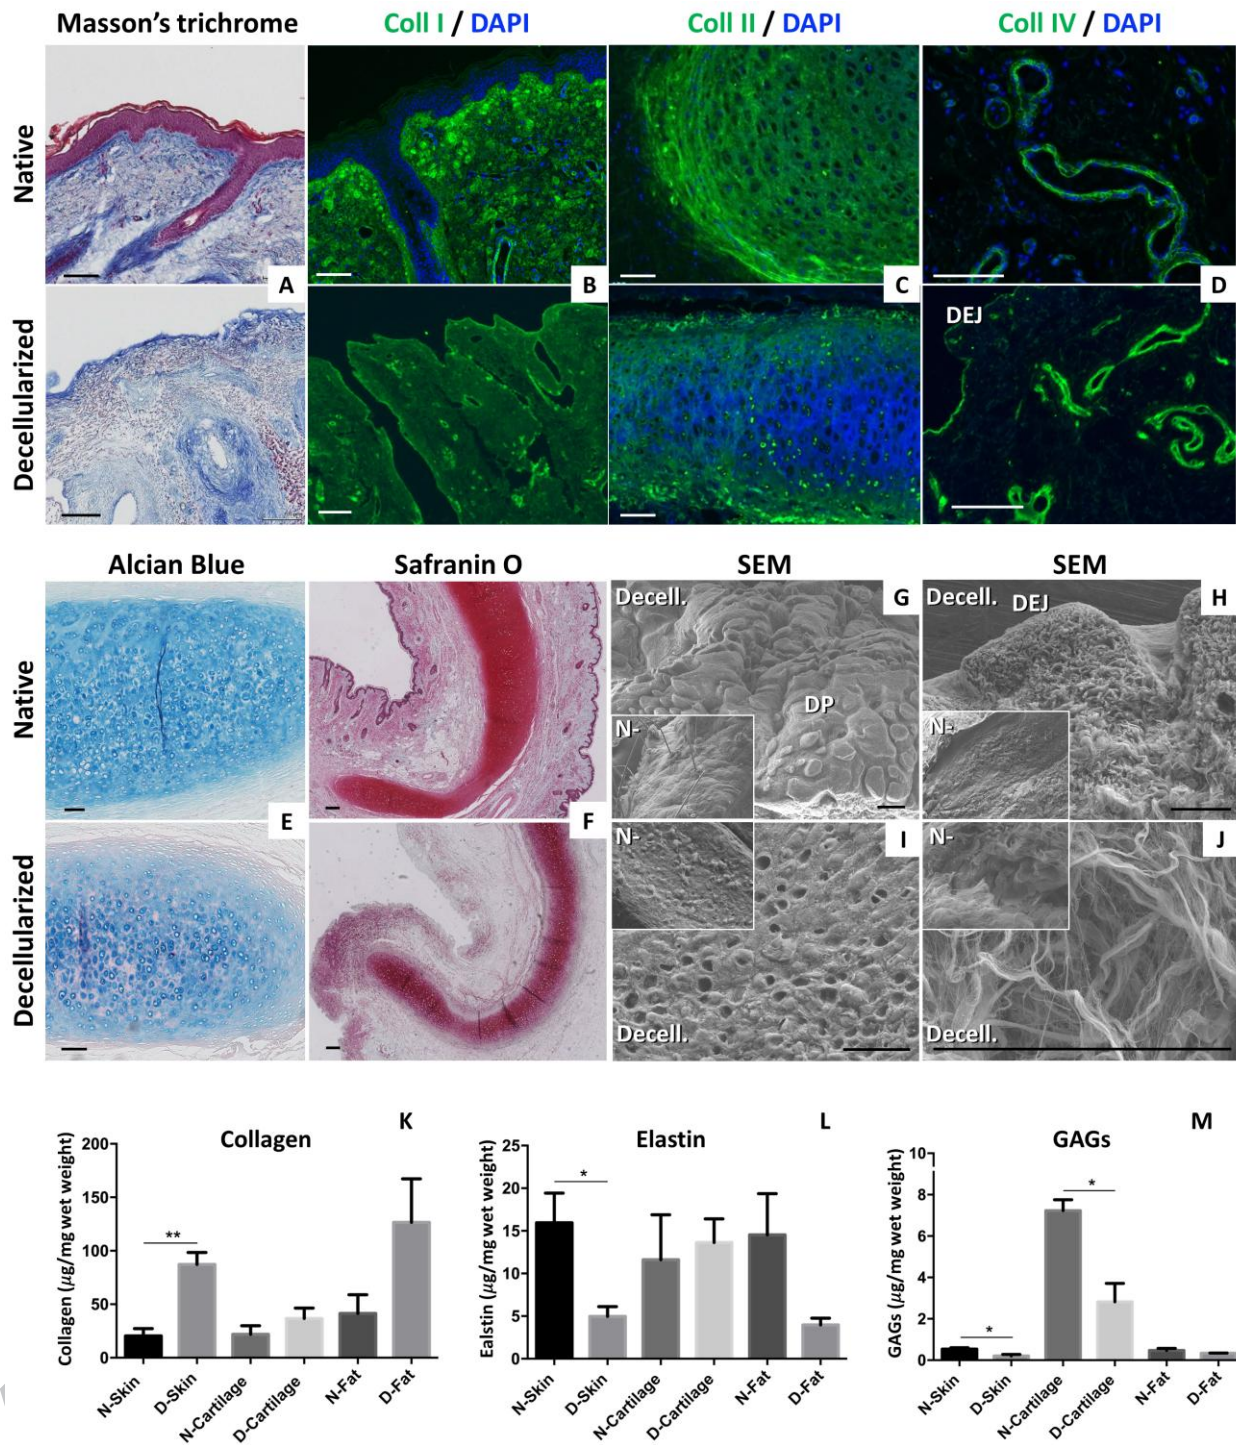 Masson's trichrome
Coll I / DAPI
Coll II / DAPI
Coll IV / DAPI
Native
A
B
C
D
Decellularized
DEJ
Alcian Blue
Safranin O
SEM
SEM
Native
E
F
Decell.
G
DP
N-
Decell.
DEJ
H
N-
Decellularized
N-
I
Decell.
N-
J
Decell.
K
Collagen
Collagen (μg/mg wet weight)
200
150
100
50
0
**
N-Skin
D-Skin
N-Cartilage
D-Cartilage
N-Fat
D-Fat
L
Elastin
Ealstin (μg/mg wet weight)
25
20
15
10
5
0
*
N-Skin
D-Skin
N-Cartilage
D-Cartilage
N-Fat
D-Fat
M
GAGs
GAGs (μg/mg wet weight)
10
8
6
4
2
0
*
*
N-Skin
D-Skin
N-Cartilage
D-Cartilage
N-Fat
D-Fat